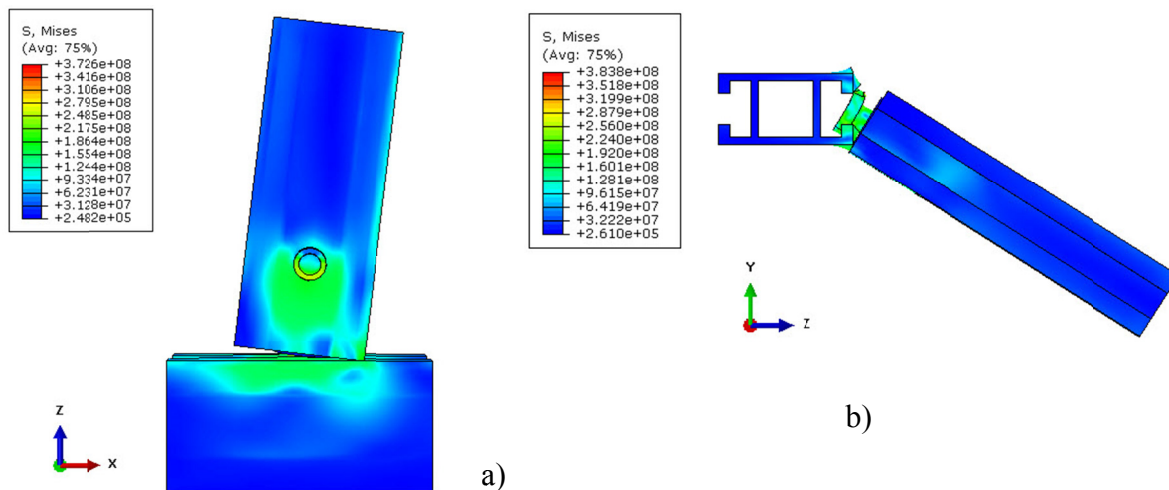 S, Mises
(Avg: 75%)
+3.726e+08
+3.416e+08
+3.106e+08
+2.795e+08
+2.485e+08
+2.175e+08
+1.864e+08
+1.554e+08
+1.244e+08
+9.334e+07
+6.231e+07
+3.128e+07
+2.482e+05
Z
X
a)
S, Mises
(Avg: 75%)
+3.838e+08
+3.518e+08
+3.199e+08
+2.879e+08
+2.560e+08
+2.240e+08
+1.920e+08
+1.601e+08
+1.281e+08
+9.615e+07
+6.419e+07
+3.222e+07
+2.610e+05
Y
Z
b)